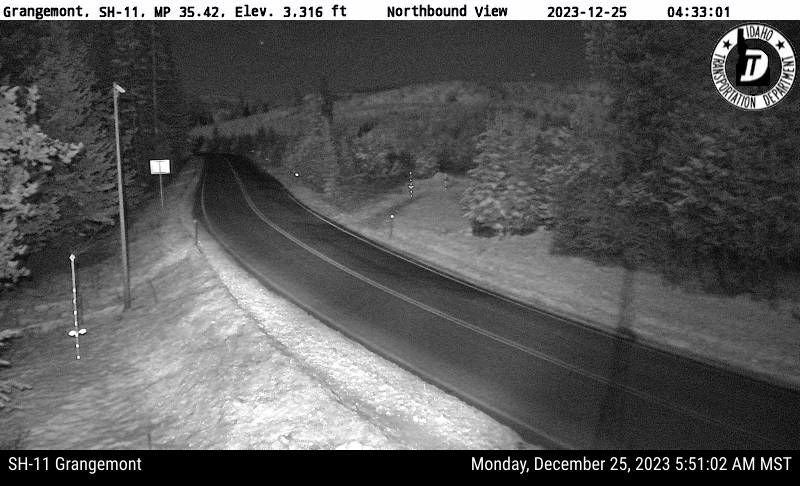 Grangemont, SH-11, MP 35.42, Elev. 3,316 ft Northbound View 2023-12-25 04:33:01
IDAHO
TRANSPORTATION DEPARTMENT
SH-11 Grangemont Monday, December 25, 2023 5:51:02 AM MST